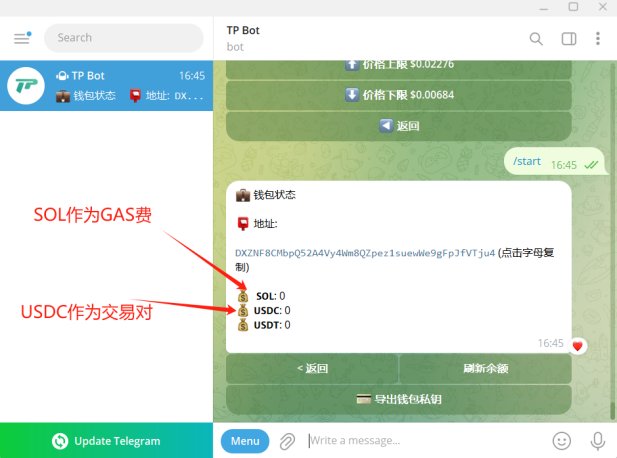 Search
TP Bot
bot
TP Bot
16:45
钱包状态 地址: DX...
价格上限 $0.02276
价格下限 $0.00684
返回
/start
16:45
SOL作为GAS费
USDC作为交易对
钱包状态
地址:
DXZNF8CMbpQ52A4Vy4Wm8QZpez1suewWe9gFpJfVTju4 (点击字母复
制)
SOL: 0
USDC: 0
USDT: 0
16:45
< 返回
刷新余额
导出钱包私钥
Update Telegram
Menu
Write a message...